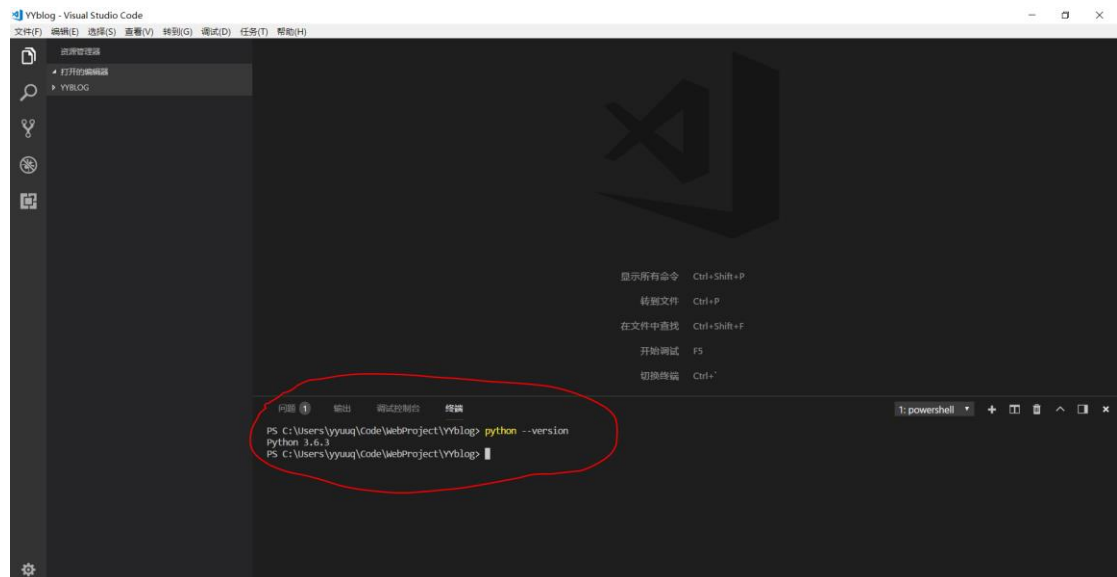 YYblog - Visual Studio Code
文件(F) 编辑(E) 选择(S) 查看(V) 转到(G) 调试(D) 任务(T) 帮助(H)
资源管理器
打开的编辑器
YYBLOG
显示所有命令 Ctrl+Shift+P
转到文件 Ctrl+P
在文件中查找 Ctrl+Shift+F
开始调试 F5
切换终端 Ctrl+`
问题 1 输出 调试控制台 终端 1: powershell
PS C:\Users\yyuuq\Code\WebProject\YYblog> python --version
Python 3.6.3
PS C:\Users\yyuuq\Code\WebProject\YYblog>